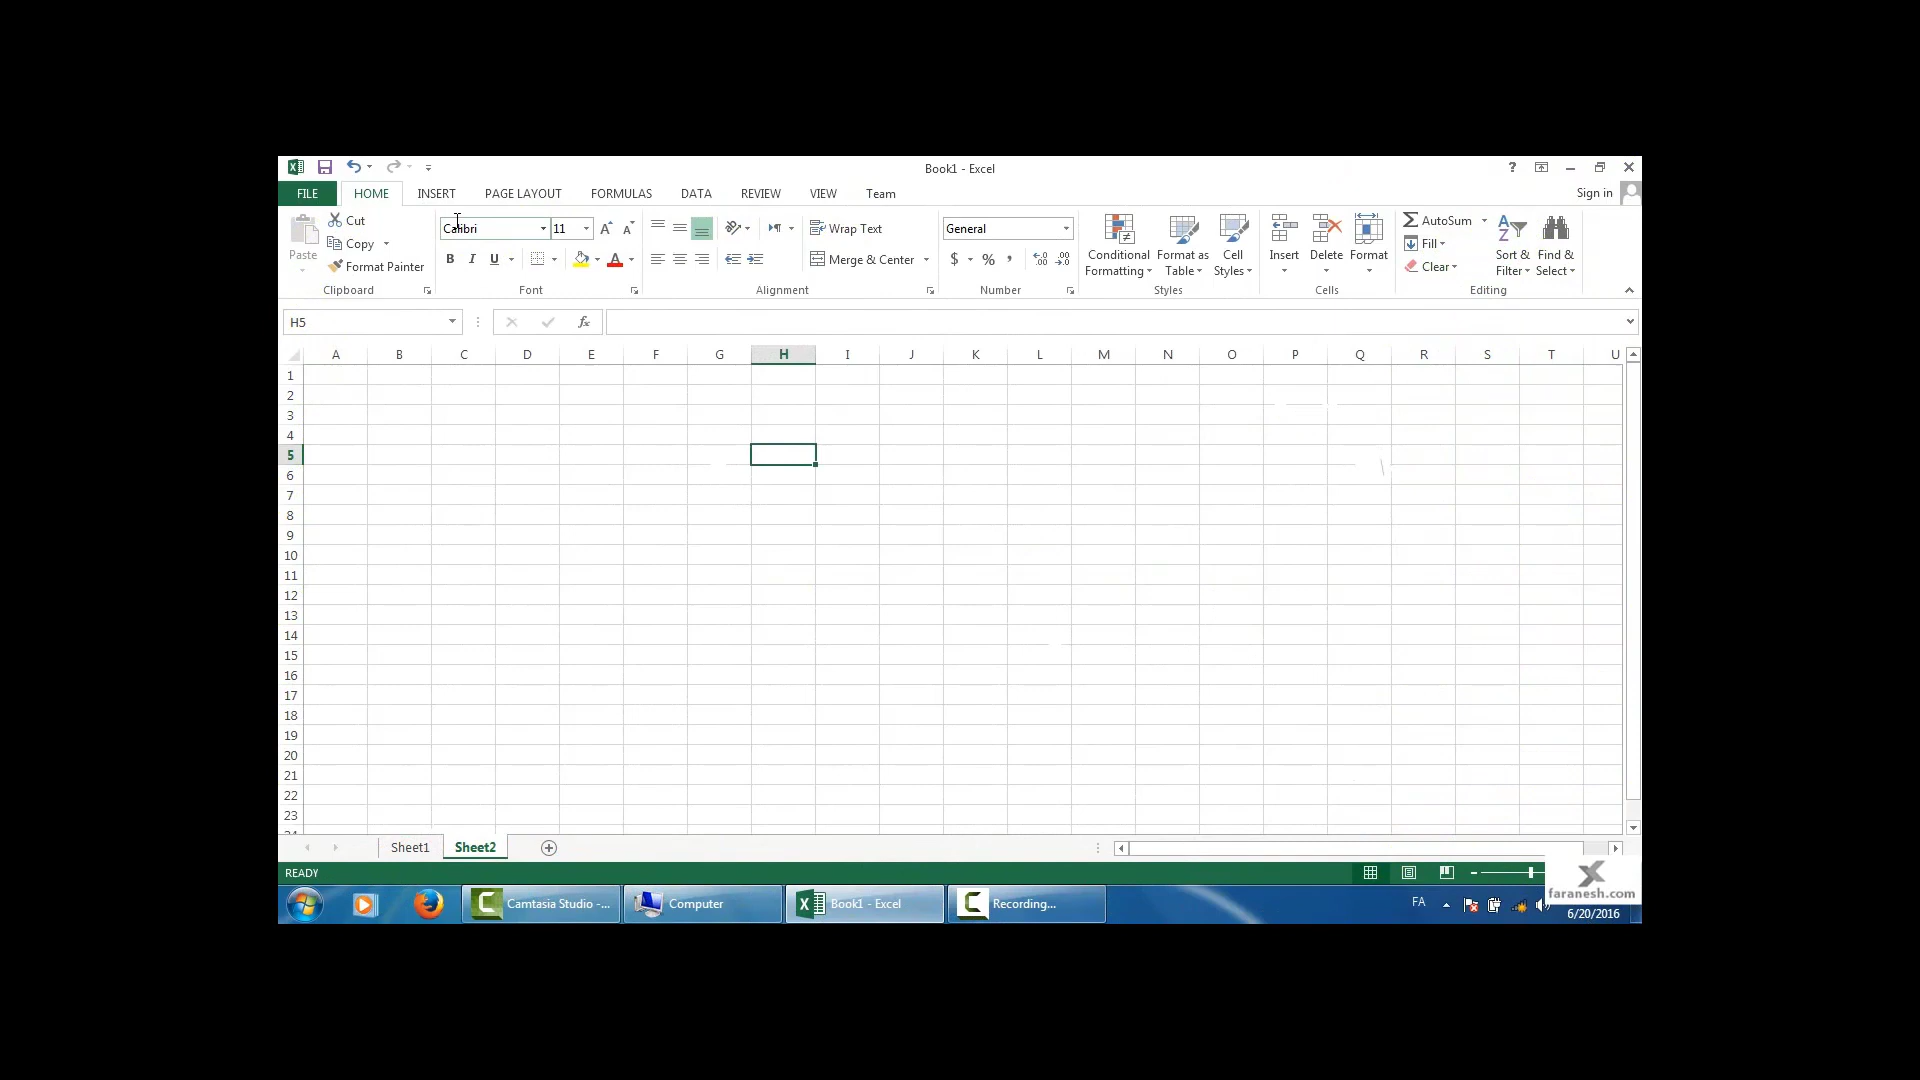 Book1 - Excel
?
FILE HOME INSERT PAGE LAYOUT FORMULAS DATA REVIEW VIEW Team Sign in
Paste
Cut
Copy
Format Painter
Clipboard
Calibri 11
B I U
Font
Wrap Text
Merge & Center
Alignment
General
$ % ,
Number
Conditional Formatting
Format as Table
Cell Styles
Styles
Insert
Delete
Format
Cells
AutoSum
Fill
Clear
Sort & Filter
Find & Select
Editing
H5
fx
A B C D E F G H I J K L M N O P Q R S T U
1
2
3
4
5
6
7
8
9
10
11
12
13
14
15
16
17
18
19
20
21
22
23
Sheet1 Sheet2
READY
Camtasia Studio -...
Computer
Book1 - Excel
Recording...
FA
faranesh.com
6/20/2016